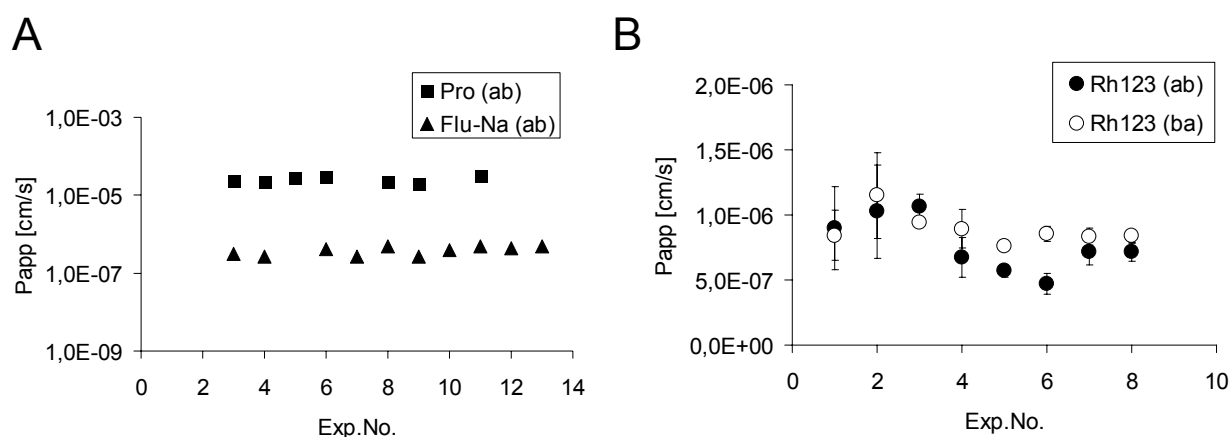 A
Pro (ab)
Flu-Na (ab)
1,0E-03
1,0E-05
1,0E-07
1,0E-09
Papp [cm/s]
0 2 4 6 8 10 12 14
Exp.No.
B
Rh123 (ab)
Rh123 (ba)
2,0E-06
1,5E-06
1,0E-06
5,0E-07
0,0E+00
Papp [cm/s]
0 2 4 6 8 10
Exp.No.